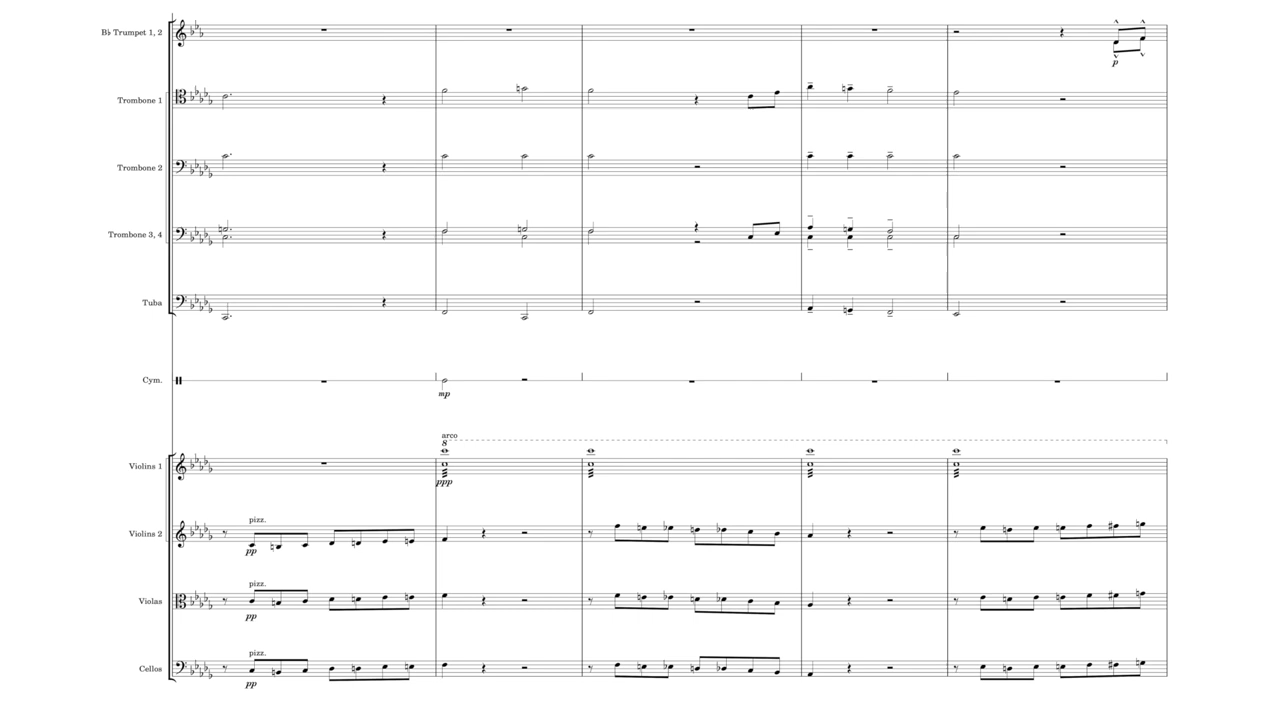 B♭ Trumpet 1, 2
p
Trombone 1
Trombone 2
Trombone 3, 4
Tuba
Cym.
mp
arco
8
Violins 1
ppp
pizz.
Violins 2
pp
pizz.
Violas
pp
pizz.
Cellos
pp